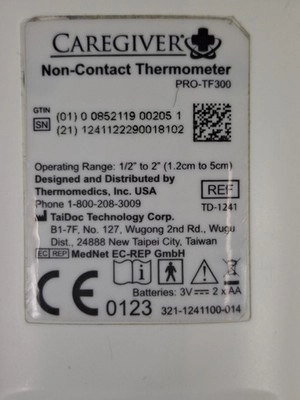 CAREGIVER®
Non-Contact Thermometer
PRO-TF300
GTIN (01) 0 0852119 00205 1
SN (21) 1241122290018102
Operating Range: 1/2" to 2" (1.2cm to 5cm)
Designed and Distributed by
Thermomedics, Inc. USA
REF
Phone 1-800-208-3009
TD-1241
TaiDoc Technology Corp.
B1-7F, No. 127, Wugong 2nd Rd., Wugu
Dist., 24888 New Taipei City, Taiwan
EC REP MedNet EC-REP GmbH
CE 0123
Batteries: 3V 2 x AA
321-1241100-014